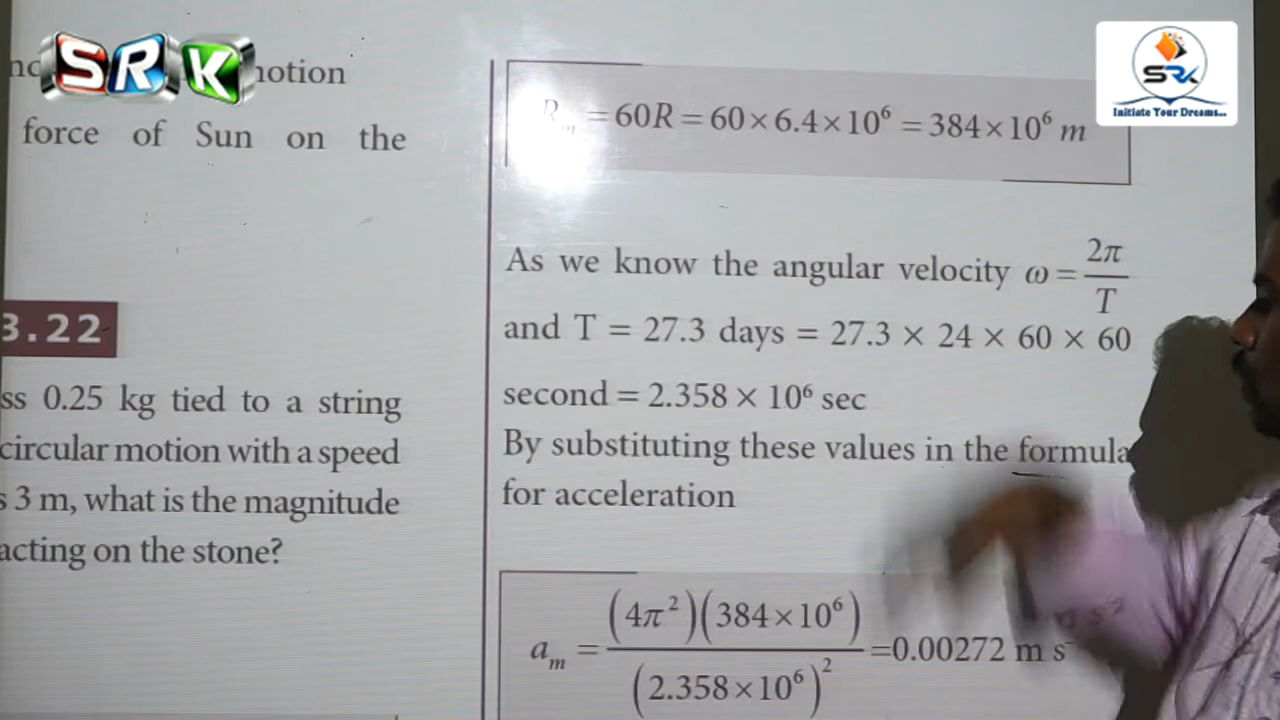 SRK
notion
force of Sun on the
3.22
ss 0.25 kg tied to a string
circular motion with a speed
s 3 m, what is the magnitude
acting on the stone?
= 60R = 60 × 6.4 × 10⁶ = 384 × 10⁶ m
As we know the angular velocity ω = 2π/T
and T = 27.3 days = 27.3 × 24 × 60 × 60
second = 2.358 × 10⁶ sec
By substituting these values in the formula
for acceleration
aₘ = (4π²)(384×10⁶)/(2.358×10⁶)² =0.00272 m s
SRK
Initiate Your Dreams...